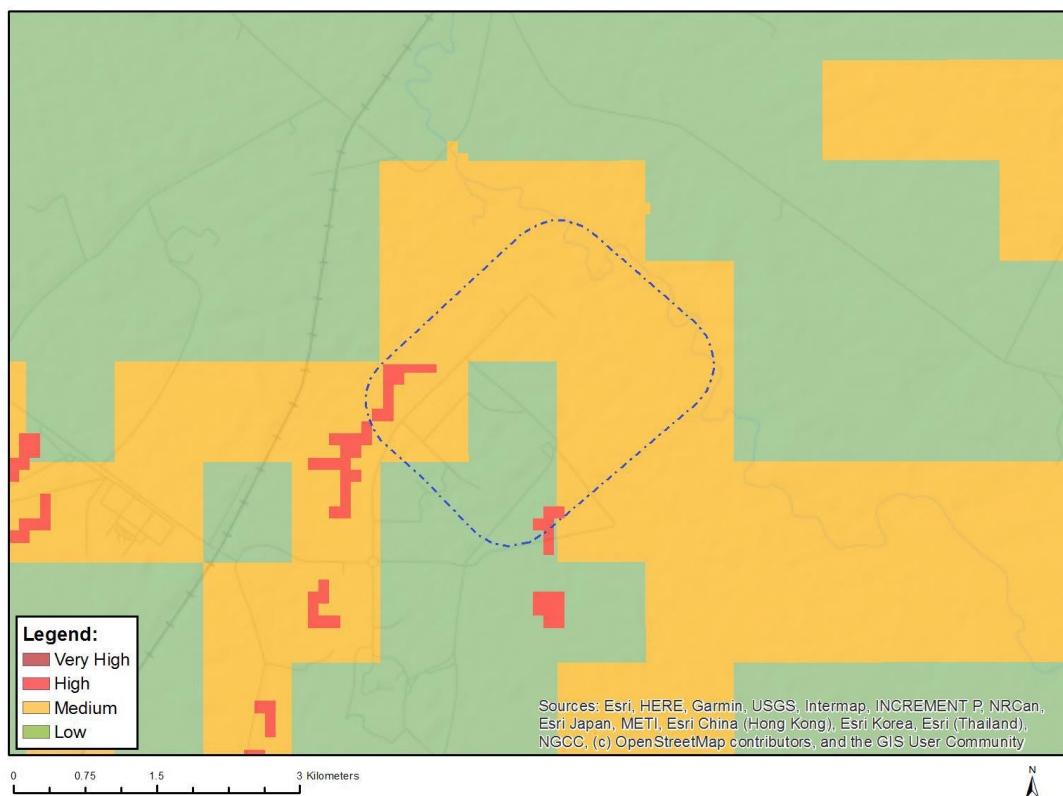 Legend:
Very High
High
Medium
Low
Sources: Esri, HERE, Garmin, USGS, Intermap, INCREMENT P, NRCan,
Esri Japan, METI, Esri China (Hong Kong), Esri Korea, Esri (Thailand),
NGCC, (c) OpenStreetMap contributors, and the GIS User Community
0 0.75 1.5 3 Kilometers
N